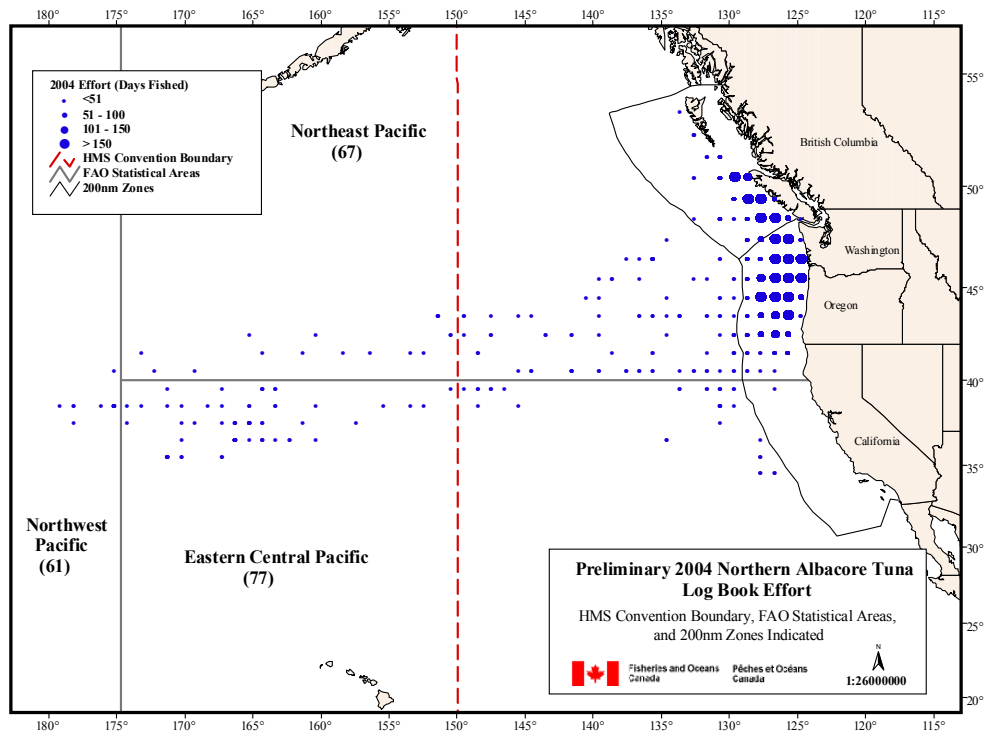 180° 175° 170° 165° 160° 155° 150° 145° 140° 135° 130° 125° 120° 115°
2004 Effort (Days Fished)
<51
51 - 100
101 - 150
> 150
HMS Convention Boundary
FAO Statistical Areas
200nm Zones
Northeast Pacific
(67)
British Columbia
Washington
Oregon
California
55°
50°
45°
40°
35°
30°
25°
20°
Northwest
Pacific
(61)
Eastern Central Pacific
(77)
Preliminary 2004 Northern Albacore Tuna
Log Book Effort
HMS Convention Boundary, FAO Statistical Areas,
and 200nm Zones Indicated
Fisheries and Oceans
Canada
Pêches et Océans
Canada
N
1:26000000
180° 175° 170° 165° 160° 155° 150° 145° 140° 135° 130° 125° 120° 115°